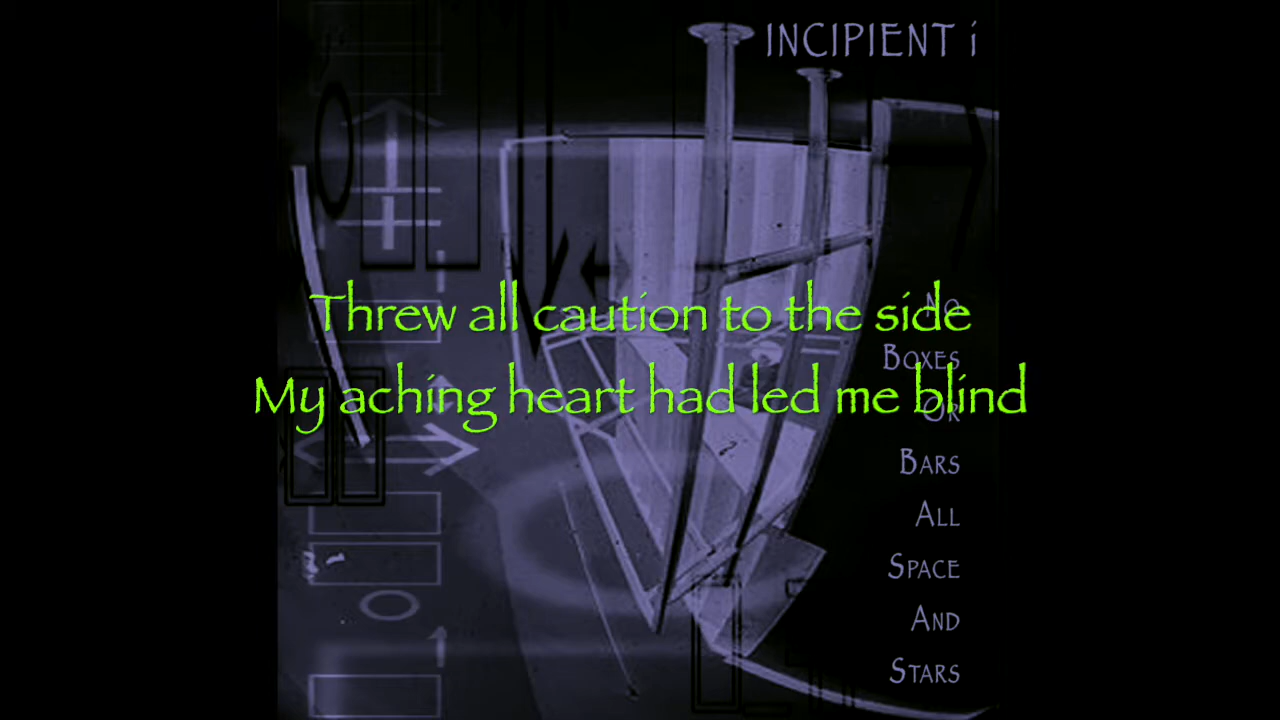 INCIPIENT i
Threw all caution to the side
My aching heart had led me blind
No
Boxes
Or
Bars
All
Space
And
Stars